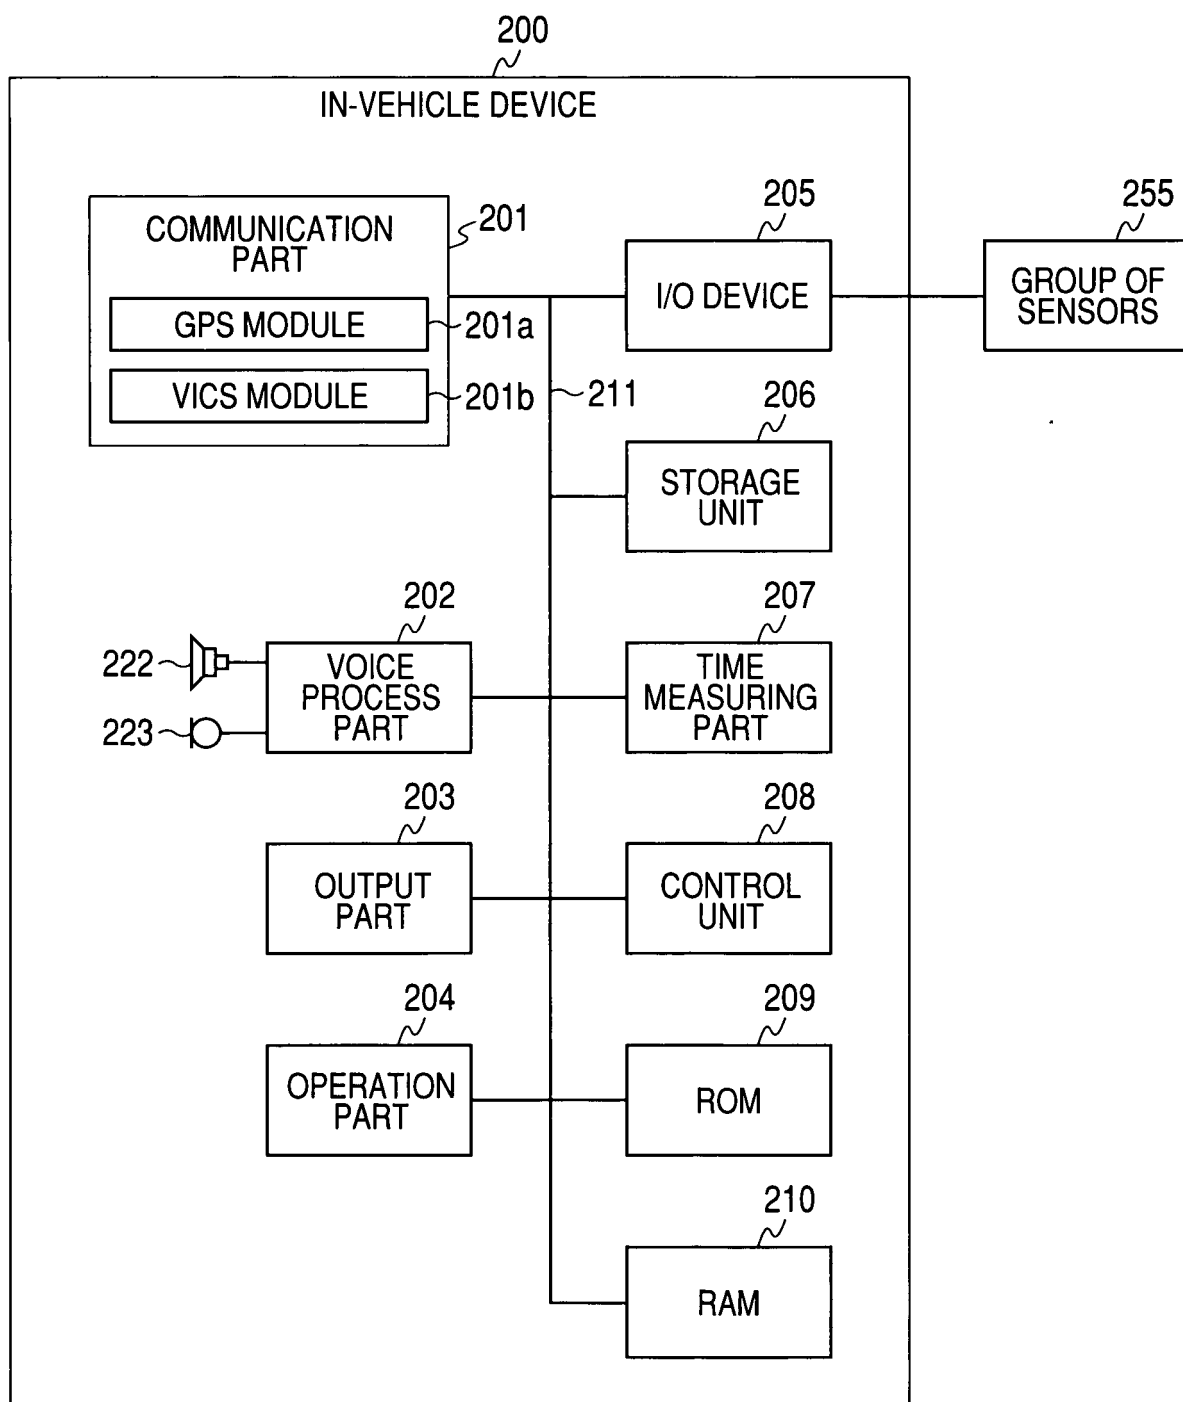 200
IN-VEHICLE DEVICE
COMMUNICATION
PART
201
GPS MODULE
201a
VICS MODULE
201b
211
205
I/O DEVICE
255
GROUP OF
SENSORS
206
STORAGE
UNIT
202
VOICE
PROCESS
PART
222
223
207
TIME
MEASURING
PART
203
OUTPUT
PART
208
CONTROL
UNIT
204
OPERATION
PART
209
ROM
210
RAM